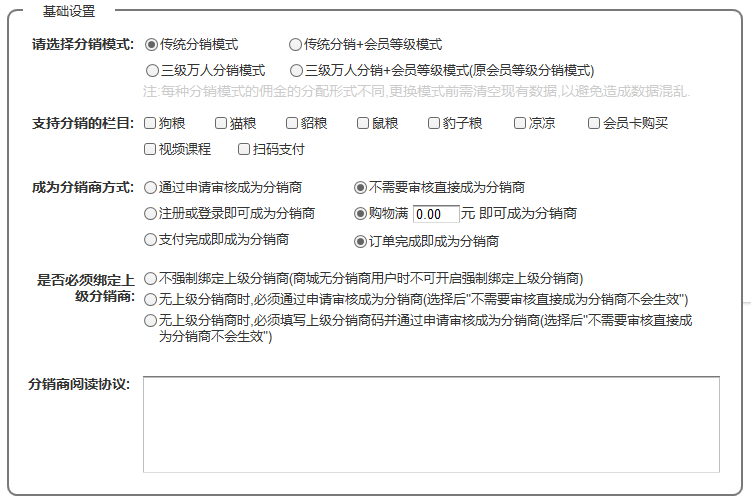 基础设置
请选择分销模式: 传统分销模式 传统分销+会员等级模式
三级万人分销模式 三级万人分销+会员等级模式(原会员等级分销模式)
注:每种分销模式的佣金的分配形式不同,更换模式前需清空现有数据,以避免造成数据混乱.
支持分销的栏目: 狗粮 猫粮 貂粮 鼠粮 豹子粮 凉凉 会员卡购买
视频课程 扫码支付
成为分销商方式: 通过申请审核成为分销商 不需要审核直接成为分销商
注册或登录即可成为分销商 购物满 0.00 元 即可成为分销商
支付完成即成为分销商 订单完成即成为分销商
是否必须绑定上 不强制绑定上级分销商(商城无分销商用户时不可开启强制绑定上级分销商)
级分销商: 无上级分销商时,必须通过申请审核成为分销商(选择后"不需要审核直接成为分销商不会生效")
无上级分销商时,必须填写上级分销商码并通过申请审核成为分销商(选择后"不需要审核直接成
为分销商不会生效")
分销商阅读协议: